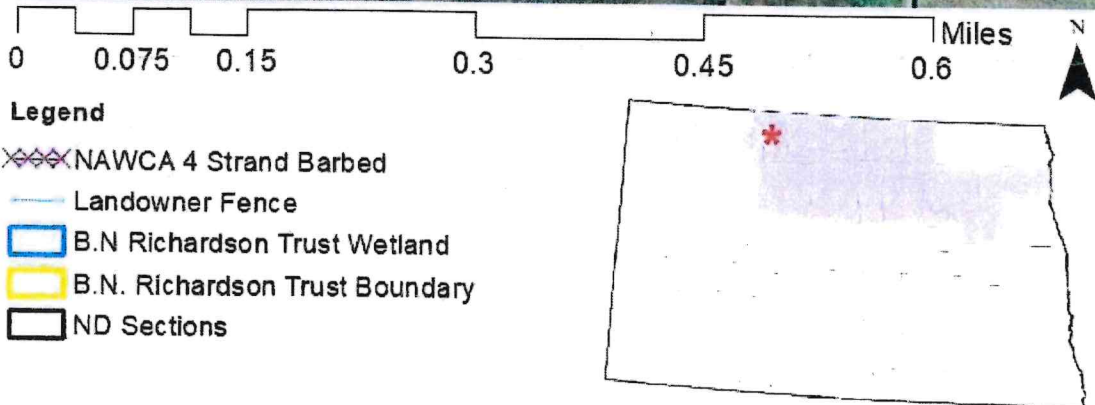 Miles
0 0.075 0.15 0.3 0.45 0.6
N
Legend
NAWCA 4 Strand Barbed
Landowner Fence
B.N Richardson Trust Wetland
B.N. Richardson Trust Boundary
ND Sections